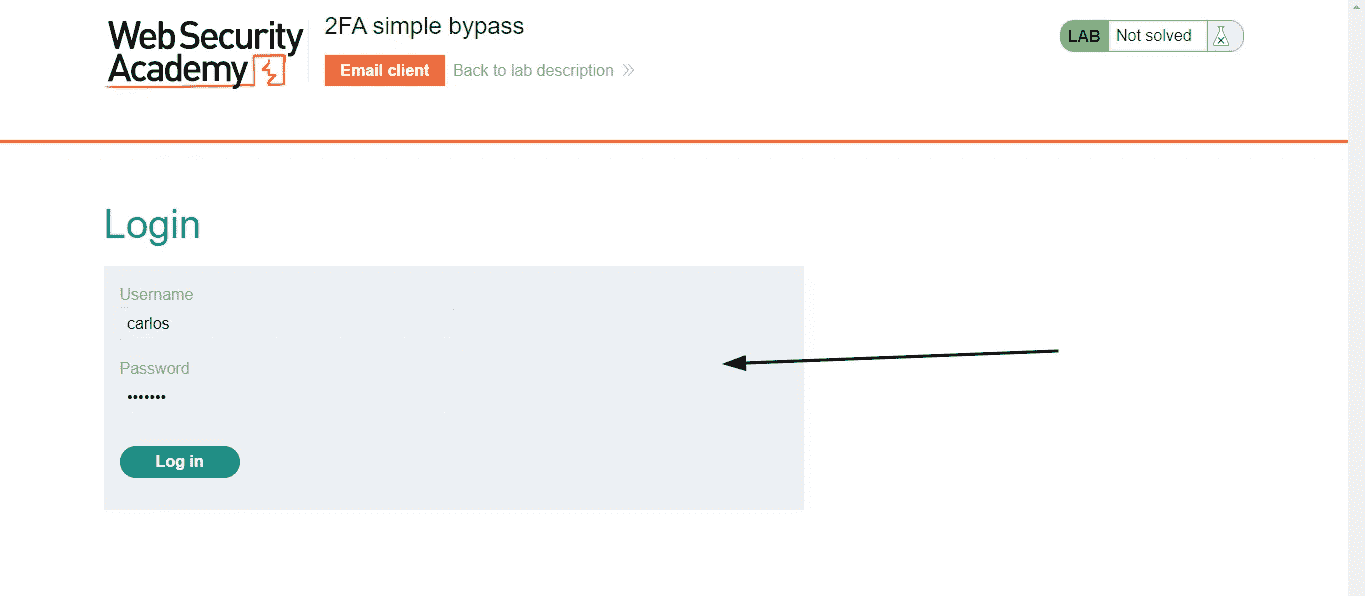 Web Security
Academy
2FA simple bypass
Email client Back to lab description
LAB Not solved
Login
Username
carlos
Password
•••••••
Log in